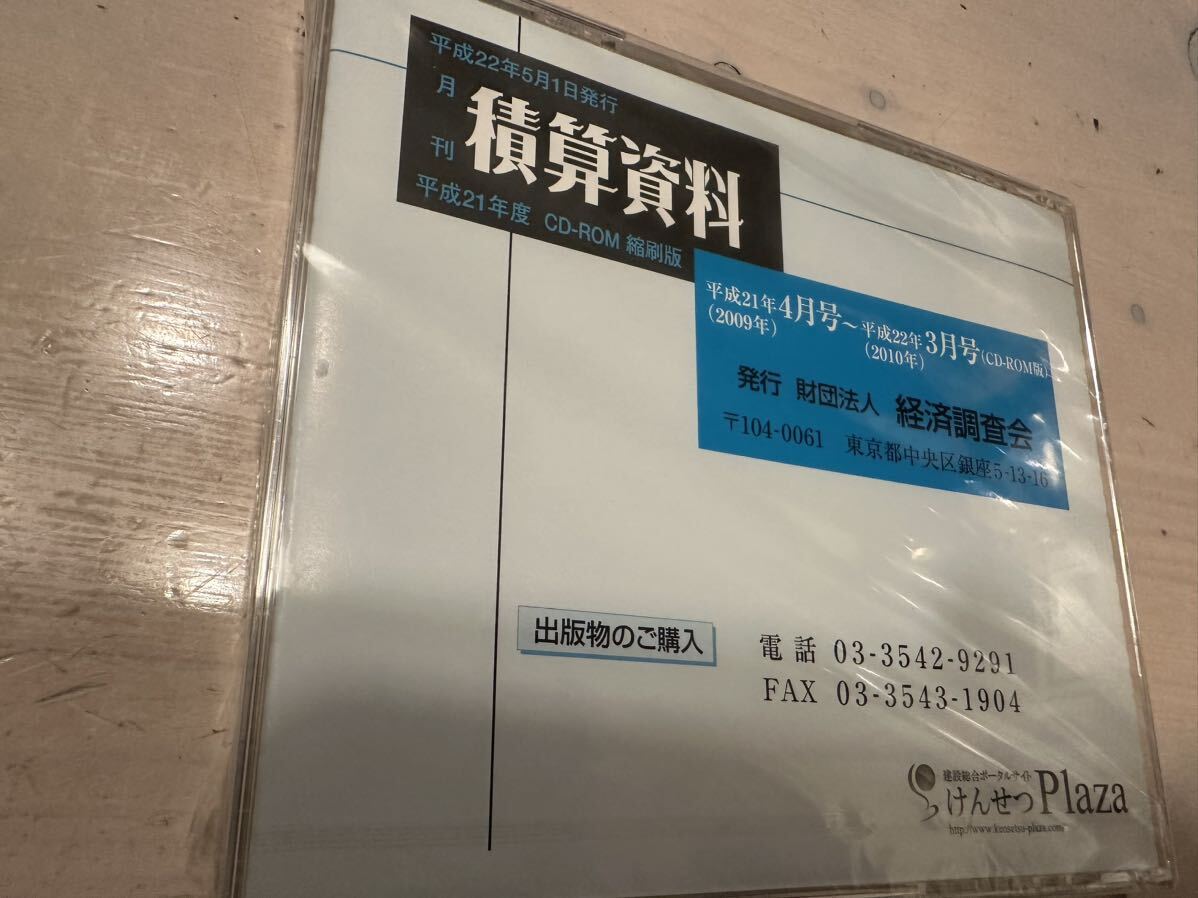 平成22年5月1日発行
月刊 積算資料
平成21年度 CD-ROM 縮刷版
平成21年4月号～平成22年3月号(CD-ROM版)
(2009年) (2010年)
発行 財団法人 経済調査会
〒104-0061 東京都中央区銀座5-13-16
出版物のご購入
電話 03-3542-9291
FAX 03-3543-1904
建設総合ポータルサイト
けんせつPlaza
http://www.kensetsu-plaza.com/